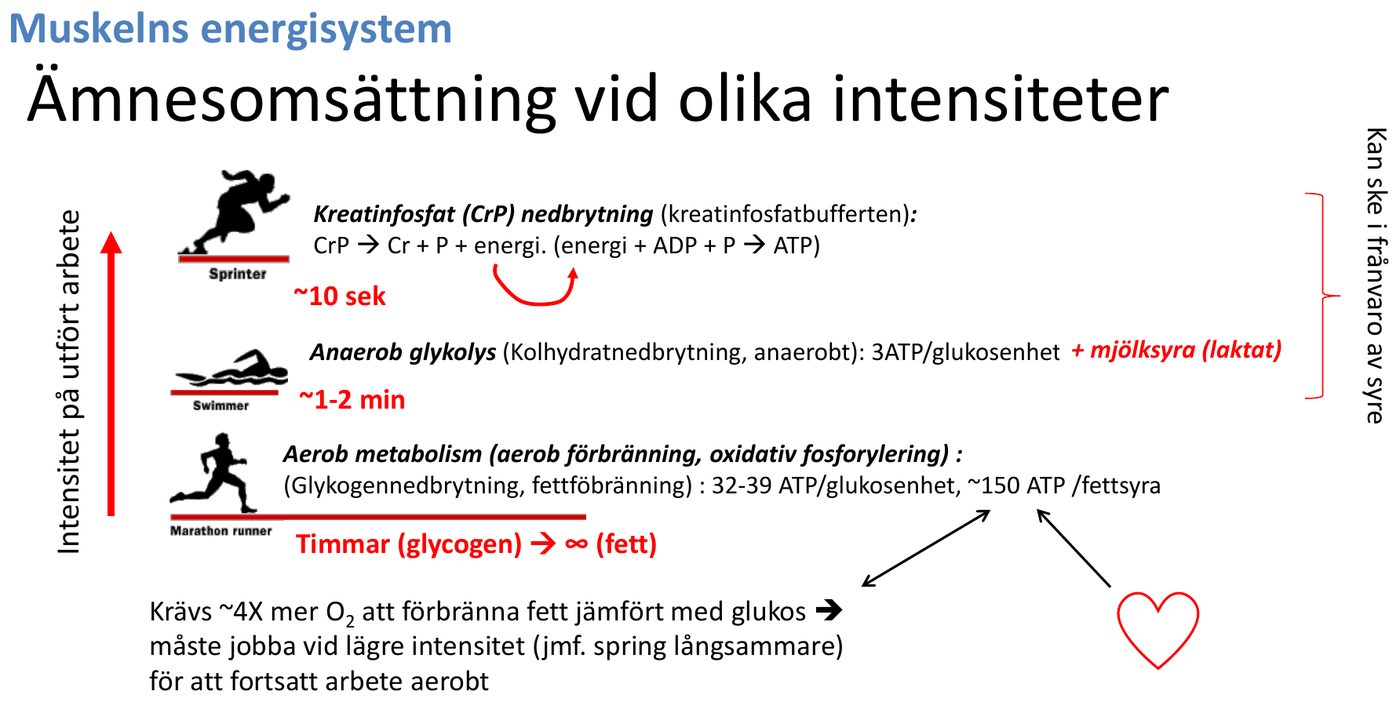 Muskelns energisystem
Ämnesomsättning vid olika intensiteter
Intensitet på utfört arbete
Kan ske i frånvaro av syre
Kreatinfosfat (CrP) nedbrytning (kreatinfosfatbufferten):
CrP → Cr + P + energi. (energi + ADP + P → ATP)
Sprinter
~10 sek
Anaerob glykolys (Kolhydratnedbrytning, anaerobt): 3ATP/glukosenhet + mjölksyra (laktat)
Swimmer
~1-2 min
Aerob metabolism (aerob förbränning, oxidativ fosforylering) :
(Glykogennedbrytning, fettföbränning) : 32-39 ATP/glukosenhet, ~150 ATP /fettsyra
Marathon runner
Timmar (glycogen) → ∞ (fett)
Krävs ~4X mer O₂ att förbränna fett jämfört med glukos →
måste jobba vid lägre intensitet (jmf. spring långsammare)
för att fortsatt arbete aerobt